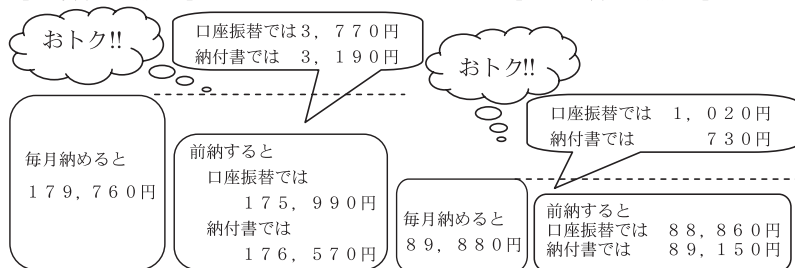 おトク!!
口座振替では3，770円
納付書では　3，190円
毎月納めると
179，760円
前納すると
口座振替では
175，990円
納付書では
176，570円
おトク!!
口座振替では　1，020円
納付書では　730円
毎月納めると
89，880円
前納すると
口座振替では　88，860円
納付書では　89，150円